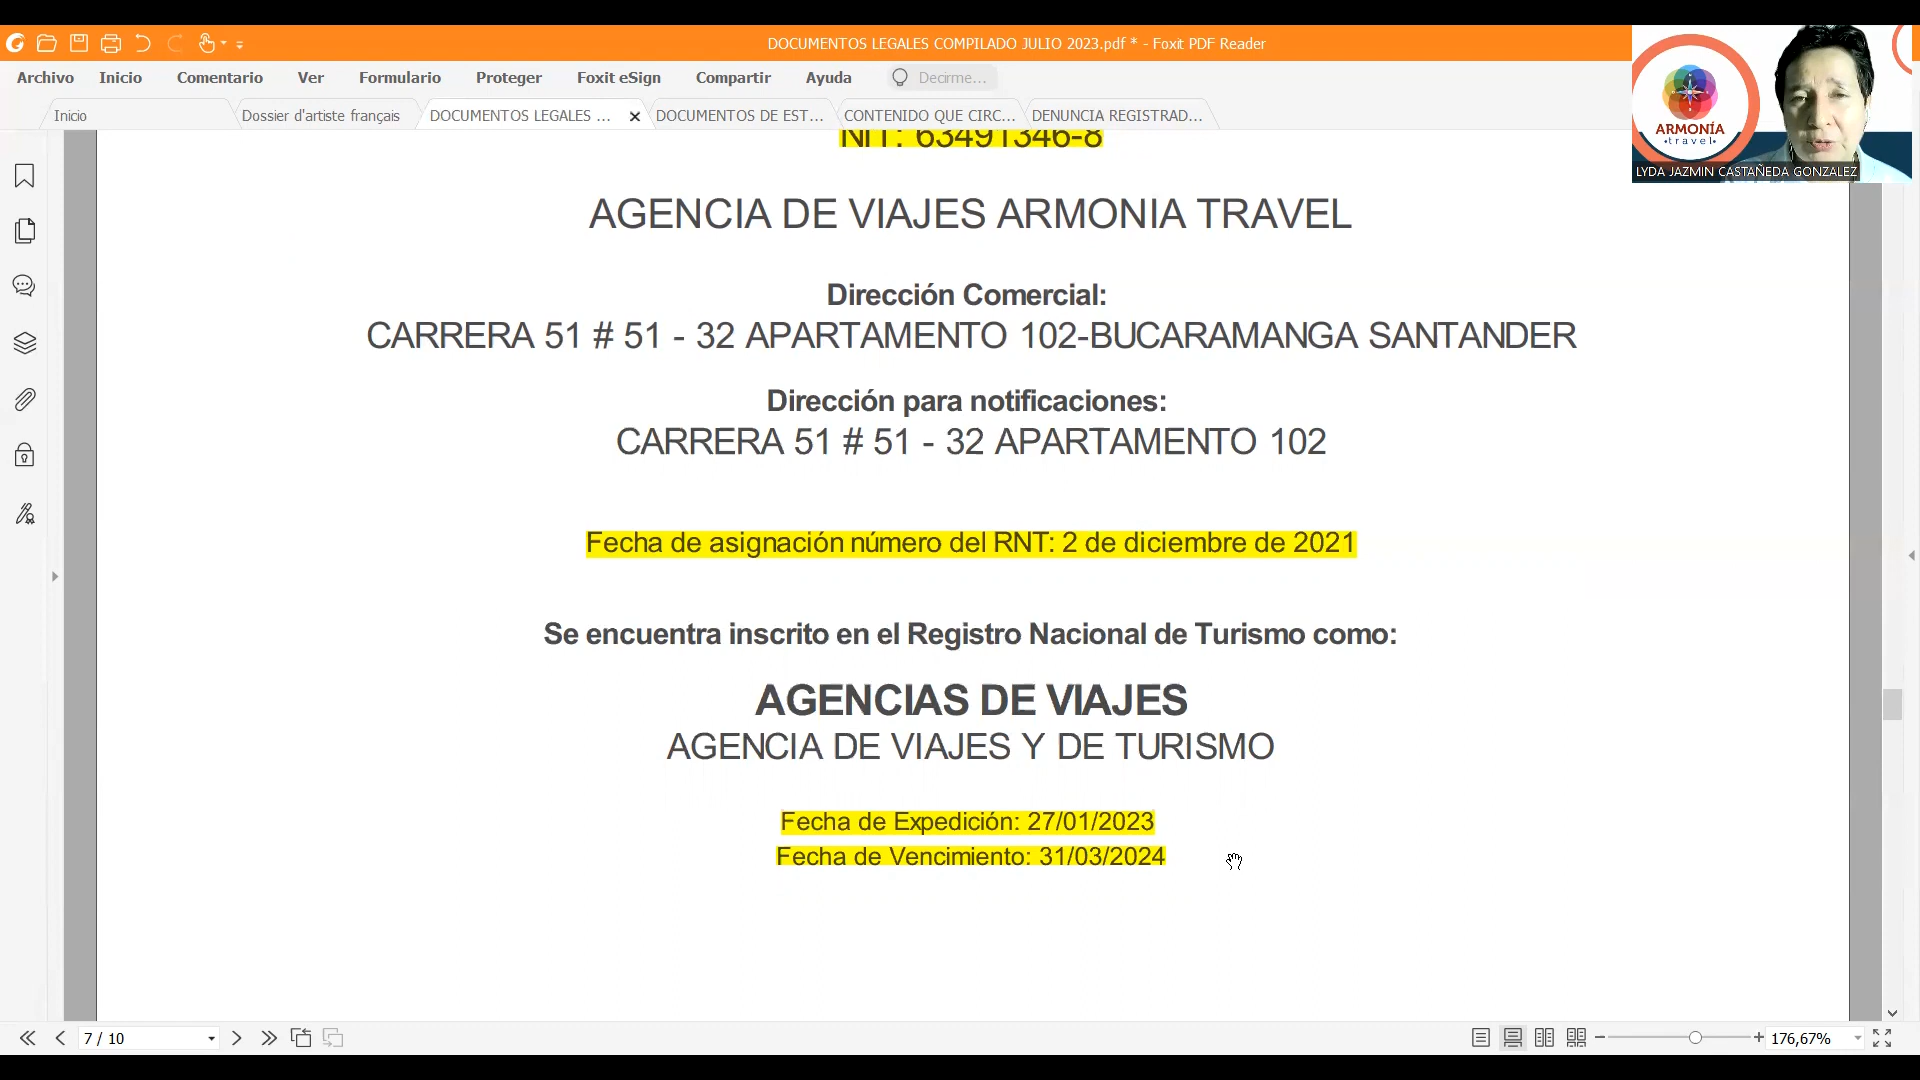 DOCUMENTOS LEGALES COMPILADO JULIO 2023.pdf * - Foxit PDF Reader
Archivo Inicio Comentario Ver Formulario Proteger Foxit eSign Compartir Ayuda Decirme...
Inicio Dossier d'artiste français DOCUMENTOS LEGALES ... DOCUMENTOS DE EST... CONTENIDO QUE CIRC... DENUNCIA REGISTRAD...
ARMONÍA
•travel•
LYDA JAZMIN CASTAÑEDA GONZALEZ
NIT: 63491346-8
AGENCIA DE VIAJES ARMONIA TRAVEL
Dirección Comercial:
CARRERA 51 # 51 - 32 APARTAMENTO 102-BUCARAMANGA SANTANDER
Dirección para notificaciones:
CARRERA 51 # 51 - 32 APARTAMENTO 102
Fecha de asignación número del RNT: 2 de diciembre de 2021
Se encuentra inscrito en el Registro Nacional de Turismo como:
AGENCIAS DE VIAJES
AGENCIA DE VIAJES Y DE TURISMO
Fecha de Expedición: 27/01/2023
Fecha de Vencimiento: 31/03/2024
7 / 10
176,67%